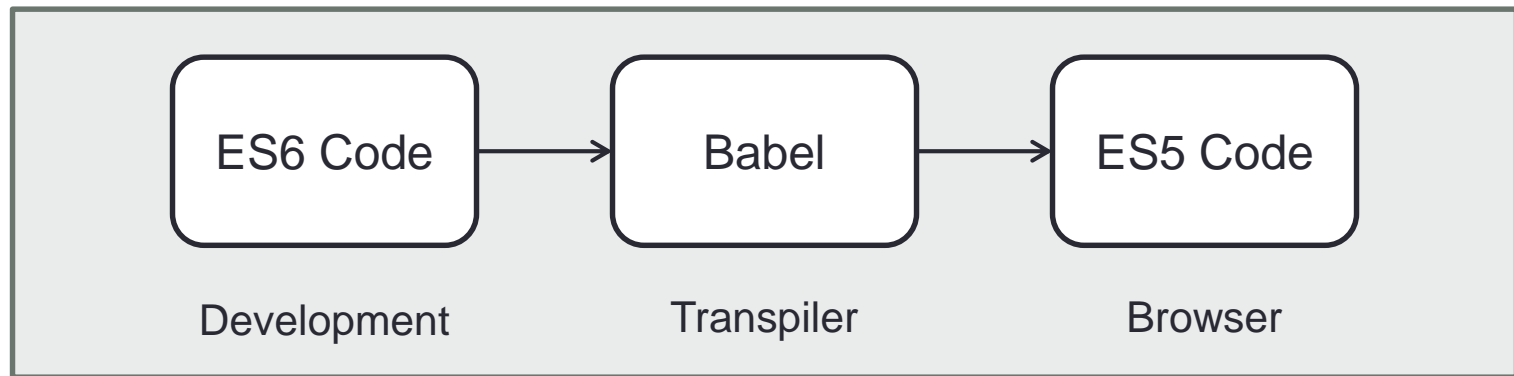 ES6 Code
Babel
ES5 Code
Development
Transpiler
Browser